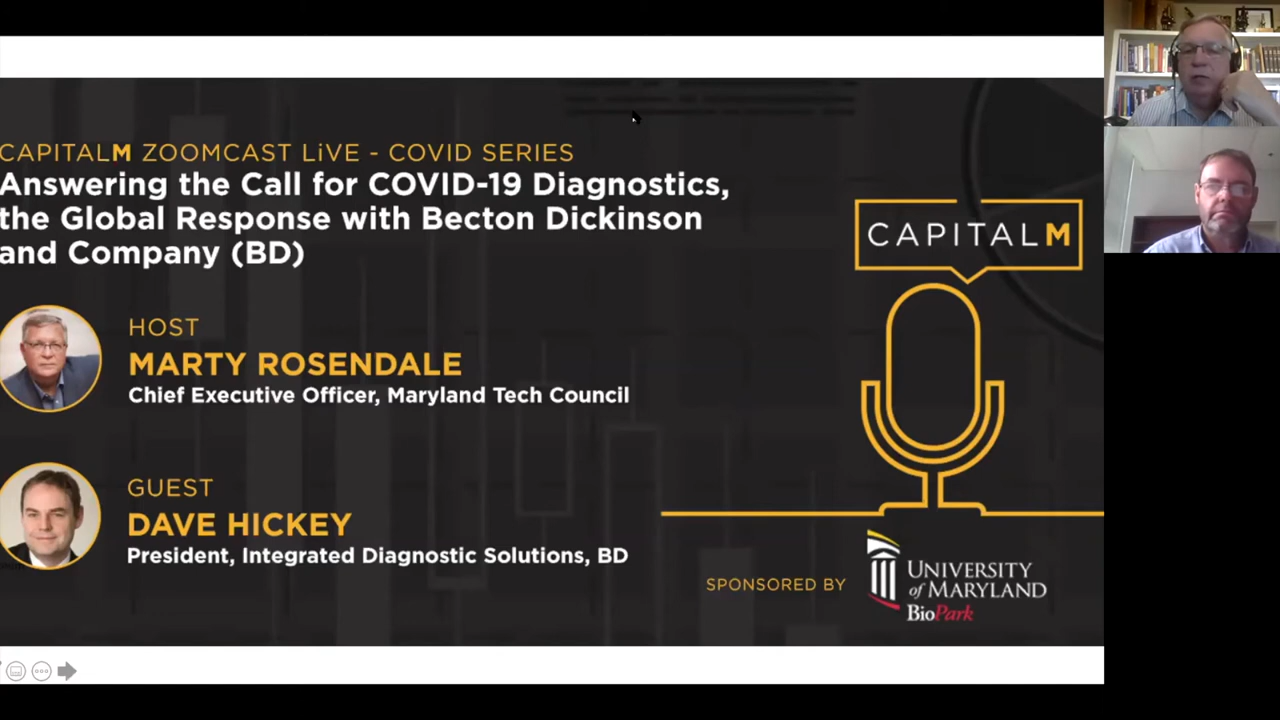 CAPITALM ZOOMCAST LiVE - COVID SERIES
Answering the Call for COVID-19 Diagnostics,
the Global Response with Becton Dickinson
and Company (BD)
CAPITALM
HOST
MARTY ROSENDALE
Chief Executive Officer, Maryland Tech Council
GUEST
DAVE HICKEY
President, Integrated Diagnostic Solutions, BD
SPONSORED BY
UNIVERSITY
of MARYLAND
BioPark